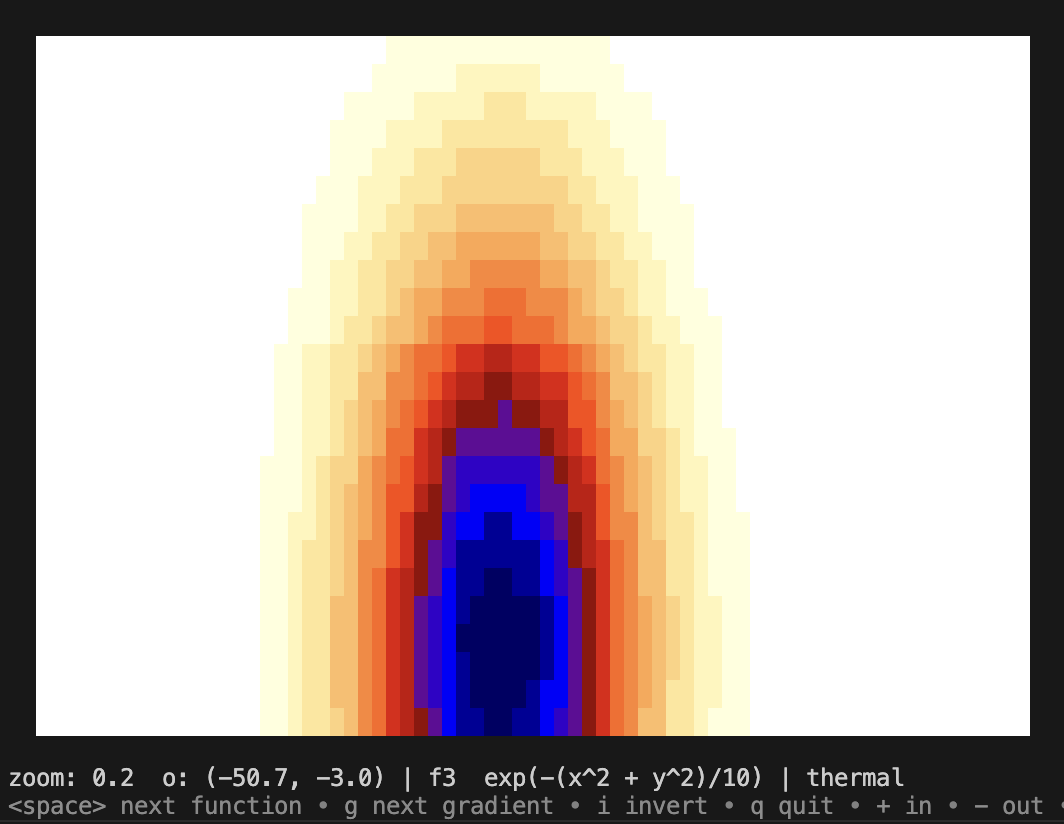 zoom: 0.2  o: (-50.7, -3.0) | f3  exp(-(x^2 + y^2)/10) | thermal
<space> next function • g next gradient • i invert • q quit • + in • - out •